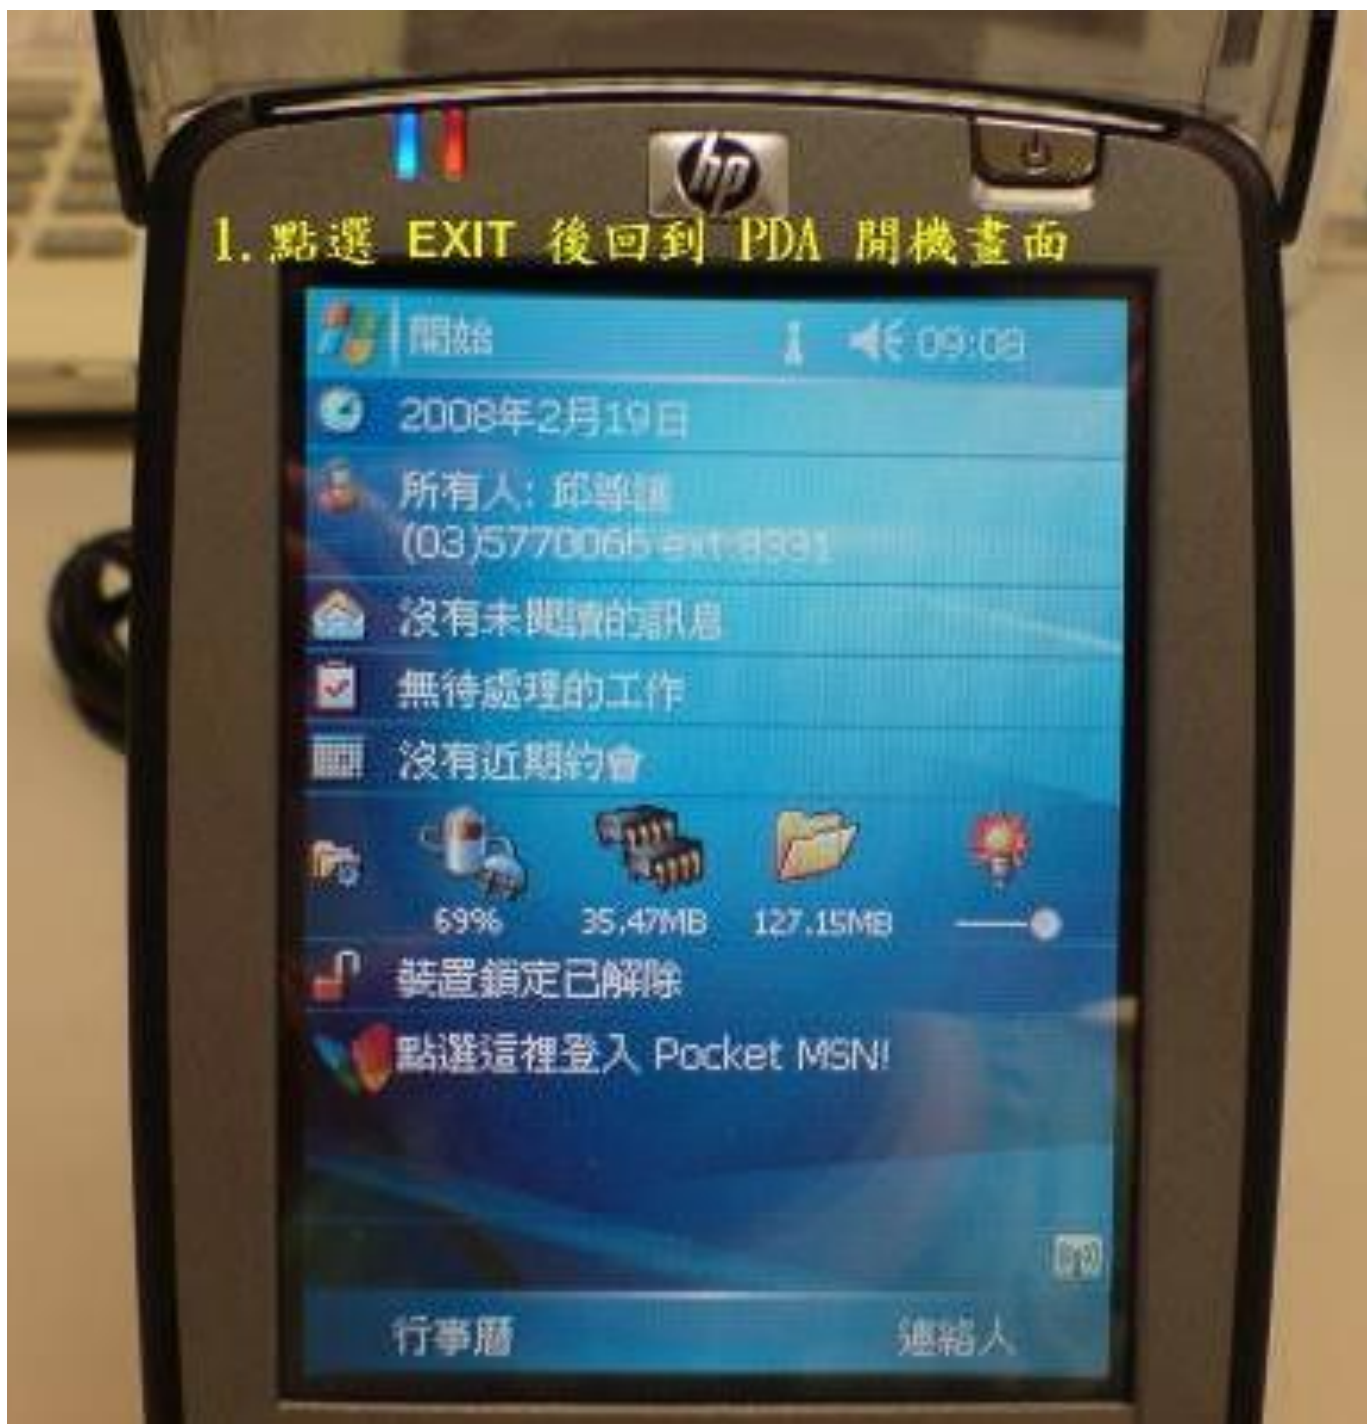 hp
1.點選 EXIT 後回到 PDA 開機畫面
開始 09:08
2008年2月19日
所有人: 邱
(03)5770066 ext:8331
沒有未閱讀的訊息
無待處理的工作
沒有近期約會
69% 35.47MB 127.15MB
裝置鎖定已解除
點選這裡登入 Pocket MSN!
行事曆 連絡人